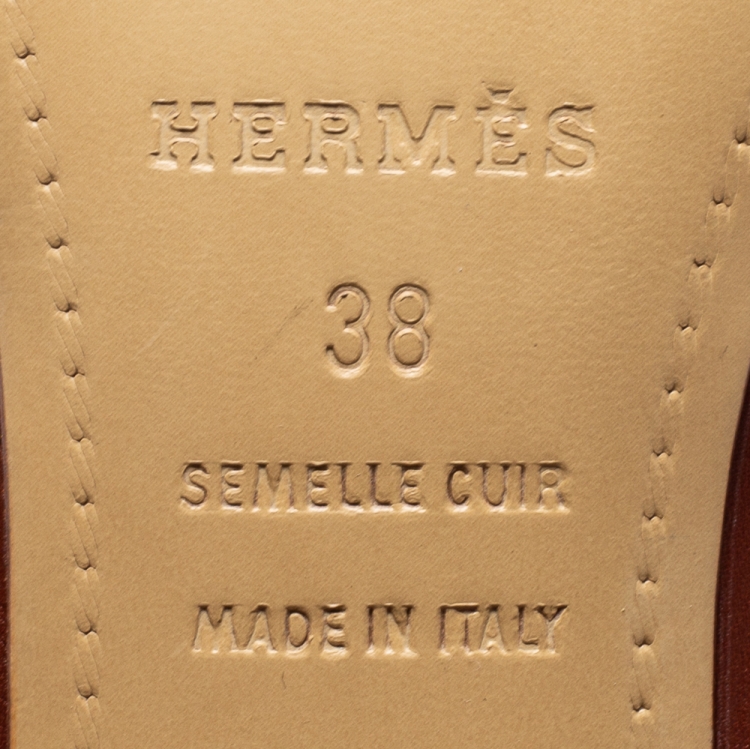 HERMÈS
38
SEMELLE CUIR
MADE IN ITALY